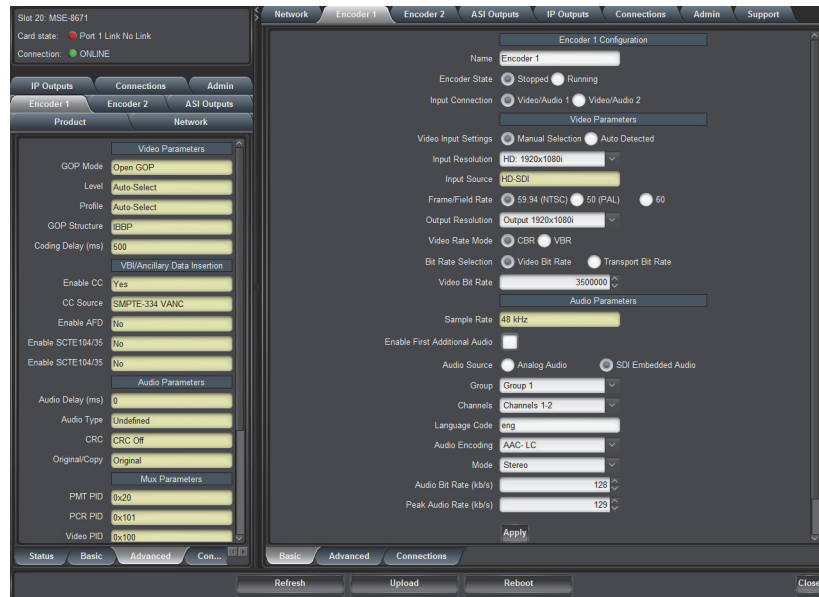 Slot 20: MSE-8671
Card state: Port 1 Link No Link
Connection: ONLINE
IP Outputs Connections Admin
Encoder 1 Encoder 2 ASI Outputs
Product Network
Video Parameters
GOP Mode Open GOP
Level Auto-Select
Profile Auto-Select
GOP Structure IBBP
Coding Delay (ms) 500
VBI/Ancillary Data Insertion
Enable CC Yes
CC Source SMPTE-334 VANC
Enable AFD No
Enable SCTE104/35 No
Enable SCTE104/35 No
Audio Parameters
Audio Delay (ms) 0
Audio Type Undefined
CRC CRC Off
Original/Copy Original
Mux Parameters
PMT PID 0x20
PCR PID 0x101
Video PID 0x100
Status Basic Advanced Con...
Network Encoder 1 Encoder 2 ASI Outputs IP Outputs Connections Admin Support
Encoder 1 Configuration
Name Encoder 1
Encoder State Stopped Running
Input Connection Video/Audio 1 Video/Audio 2
Video Parameters
Video Input Settings Manual Selection Auto Detected
Input Resolution HD: 1920x1080i
Input Source HD-SDI
Frame/Field Rate 59.94 (NTSC) 50 (PAL) 60
Output Resolution Output 1920x1080i
Video Rate Mode CBR VBR
Bit Rate Selection Video Bit Rate Transport Bit Rate
Video Bit Rate 3500000
Audio Parameters
Sample Rate 48 kHz
Enable First Additional Audio
Audio Source Analog Audio SDI Embedded Audio
Group Group 1
Channels Channels 1-2
Language Code eng
Audio Encoding AAC- LC
Mode Stereo
Audio Bit Rate (kb/s) 128
Peak Audio Rate (kb/s) 129
Apply
Basic Advanced Connections
Refresh Upload Reboot Close